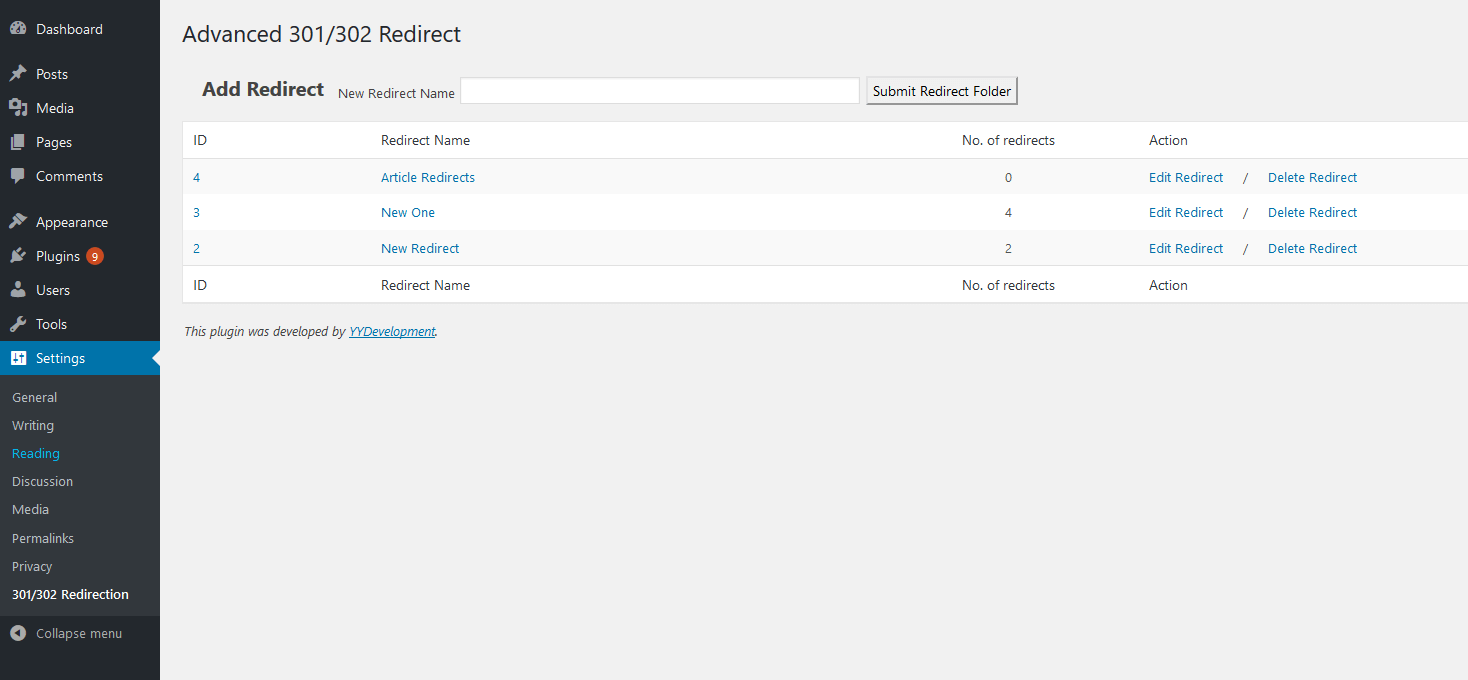 Dashboard
Posts
Media
Pages
Comments
Appearance
Plugins 9
Users
Tools
Settings
General
Writing
Reading
Discussion
Media
Permalinks
Privacy
301/302 Redirection
Collapse menu
Advanced 301/302 Redirect
Add Redirect New Redirect Name Submit Redirect Folder
ID Redirect Name No. of redirects Action
4 Article Redirects 0 Edit Redirect / Delete Redirect
3 New One 4 Edit Redirect / Delete Redirect
2 New Redirect 2 Edit Redirect / Delete Redirect
ID Redirect Name No. of redirects Action
This plugin was developed by YYDevelopment.